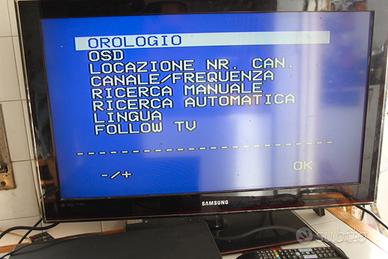 OROLOGIO
OSD
LOCAZIONE NR. CAN.
CANALE/FREQUENZA
RICERCA MANUALE
RICERCA AUTOMATICA
LINGUA
FOLLOW TV
-/+ OK
SAMSUNG